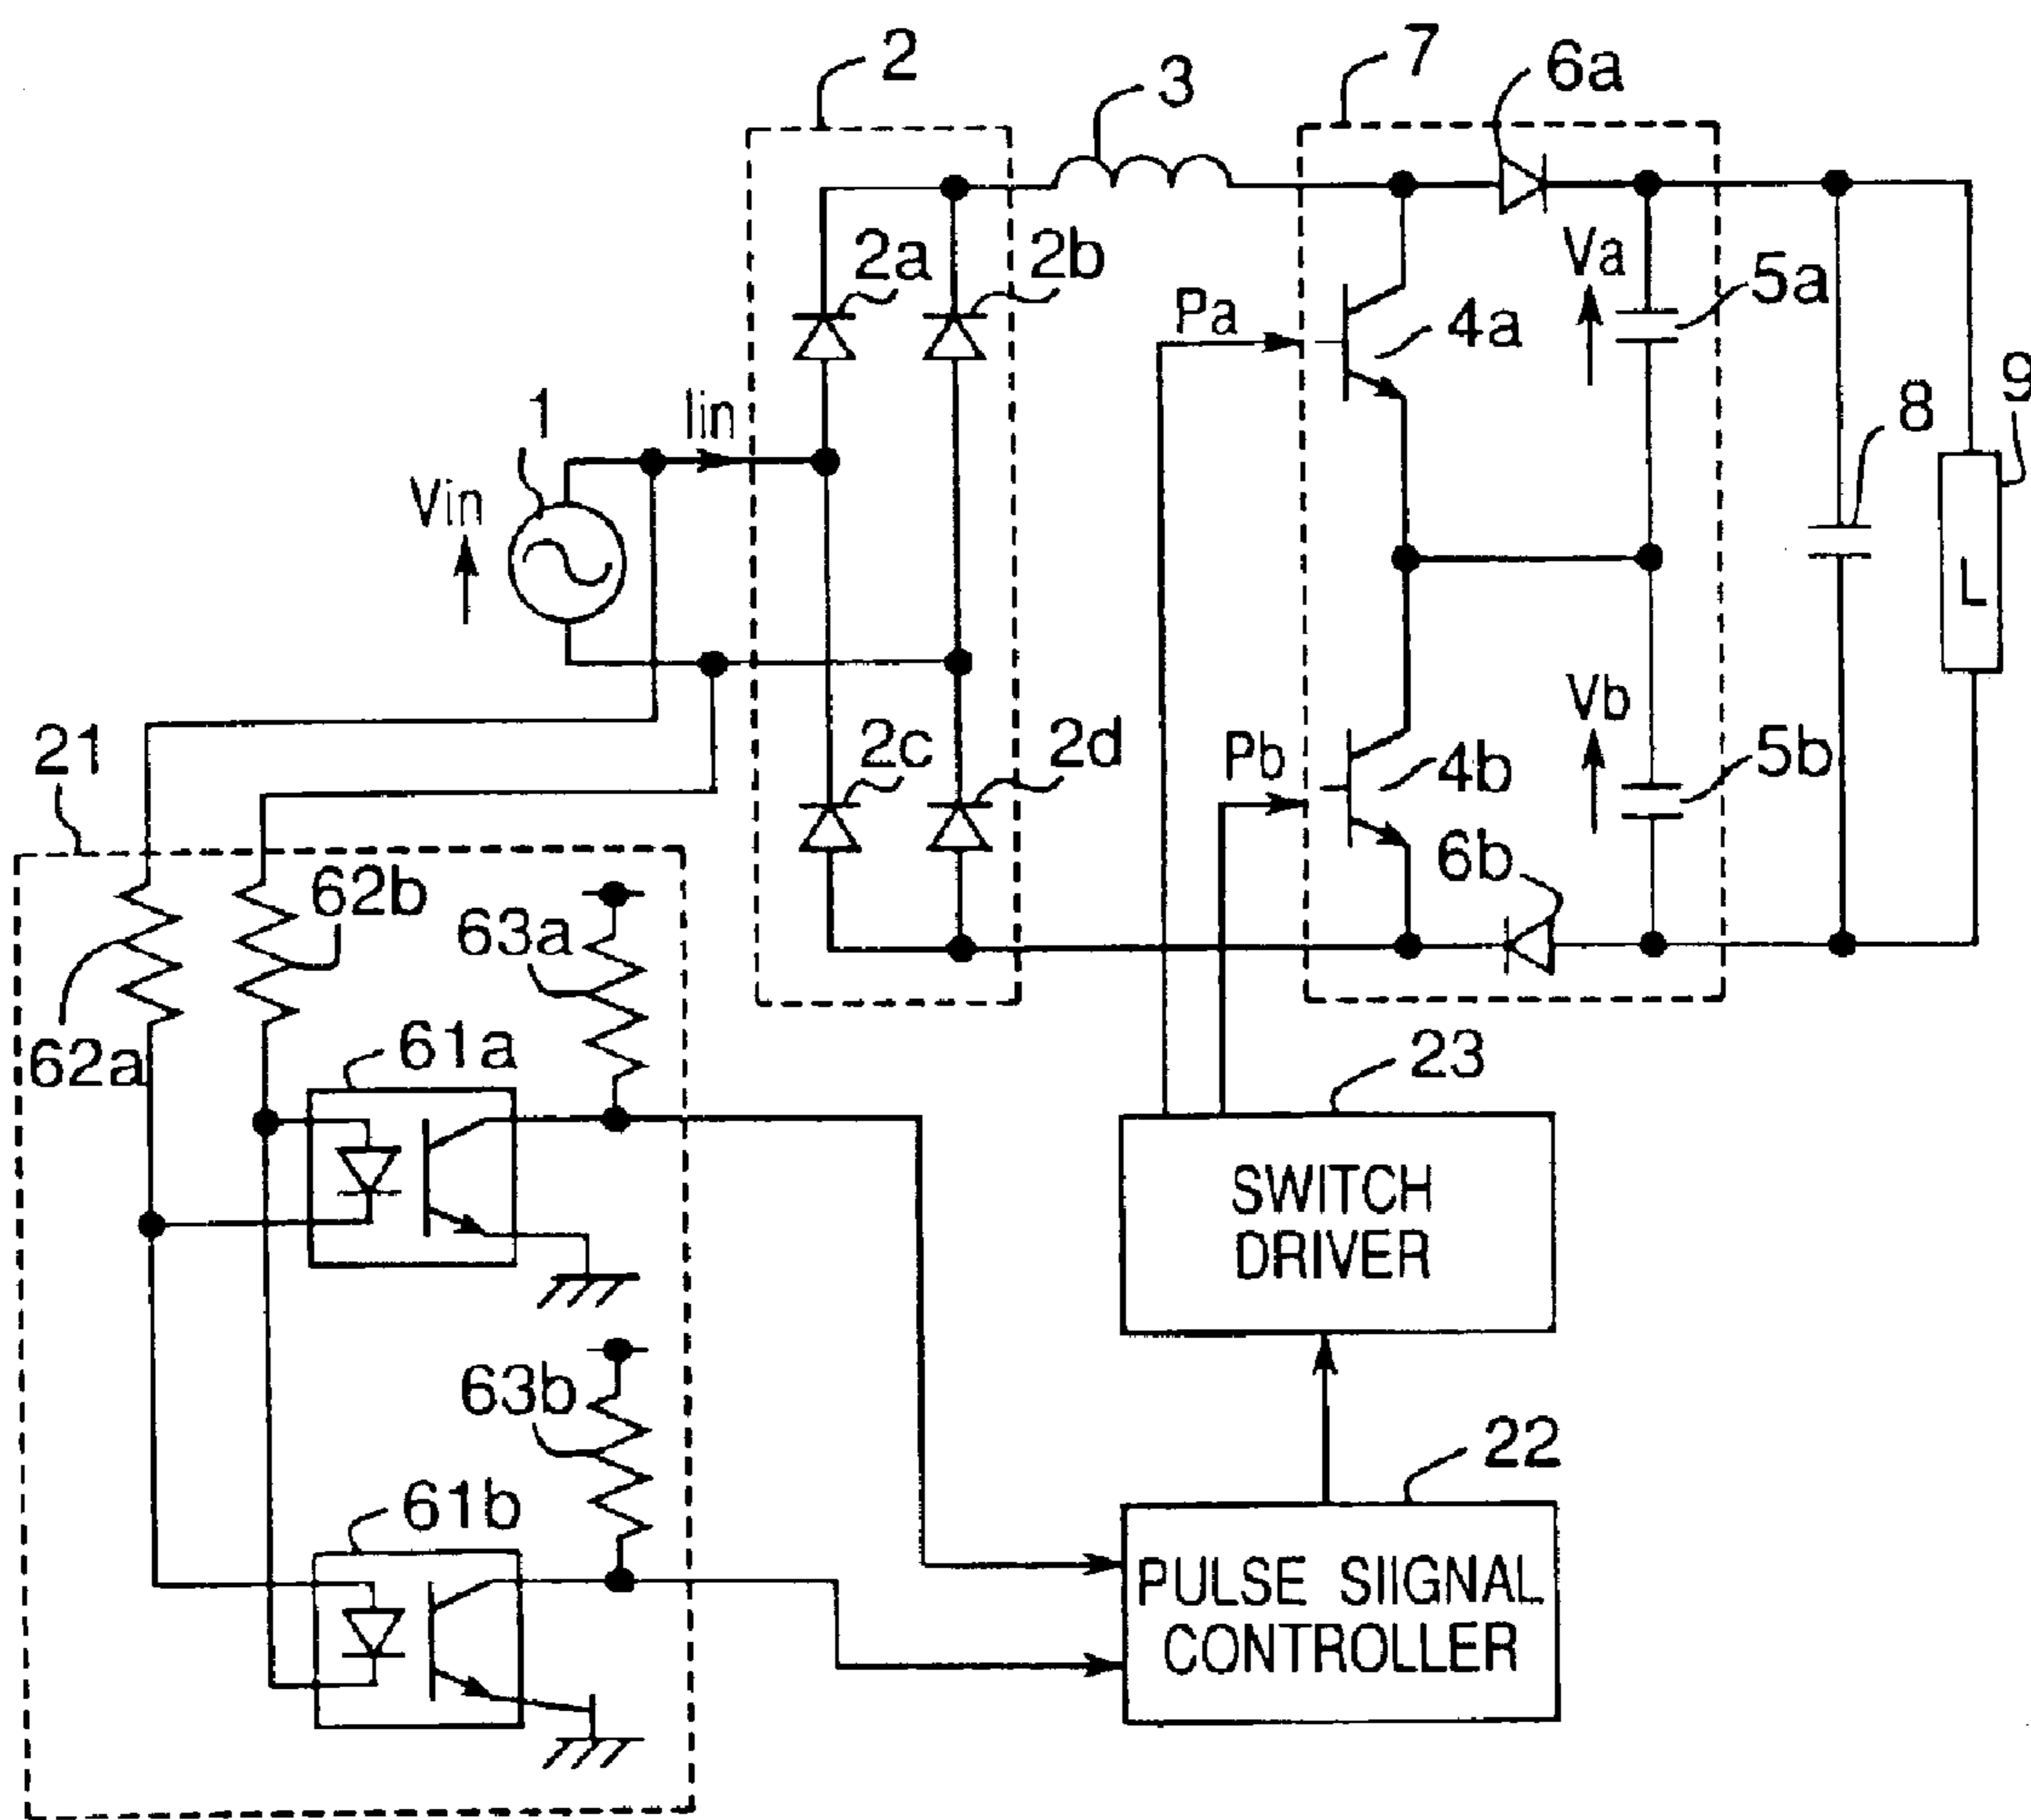 2
3
7
6a
2a
2b
Va
5a
Pa
4a
1
Iin
8
9
Vin
L
21
2c
2d
Pb
4b
Vb
5b
6b
62b
63a
62a
61a
23
SWITCH
DRIVER
63b
22
61b
PULSE SIIGNAL
CONTROLLER